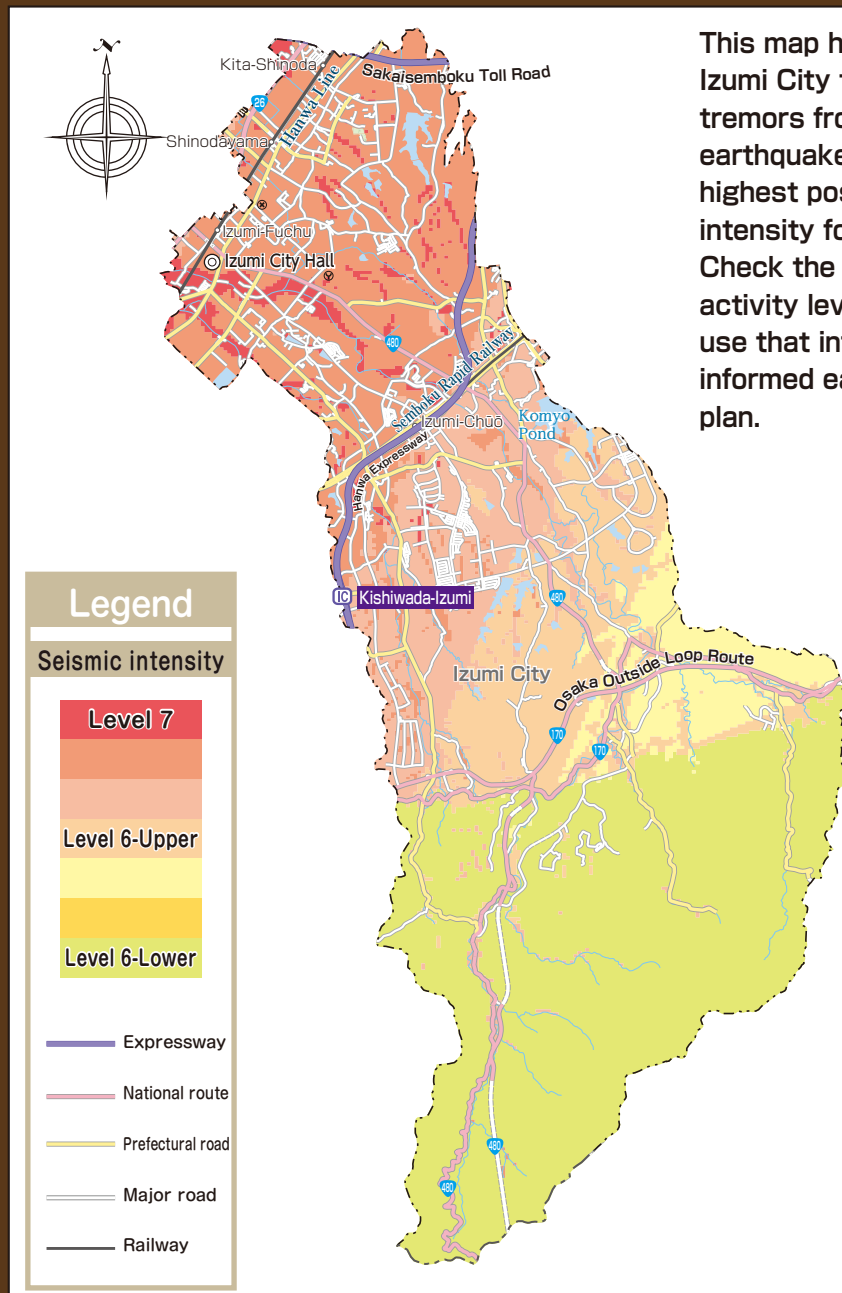 N
Kita-Shinoda
Sakaisemboku Toll Road
26
Hanwa Line
Shinodayama
Izumi-Fuchu
Izumi City Hall
480
Semboku Rapid Railway
Izumi-Chūō
Hanwa Expressway
Komyo
Pond
IC Kishiwada-Izumi
480
Izumi City
Osaka Outside Loop Route
170
170
480
480
This map h
Izumi City
tremors fro
earthquake
highest pos
intensity fo
Check the
activity lev
use that in
informed ea
plan.
Legend
Seismic intensity
Level 7
Level 6-Upper
Level 6-Lower
Expressway
National route
Prefectural road
Major road
Railway